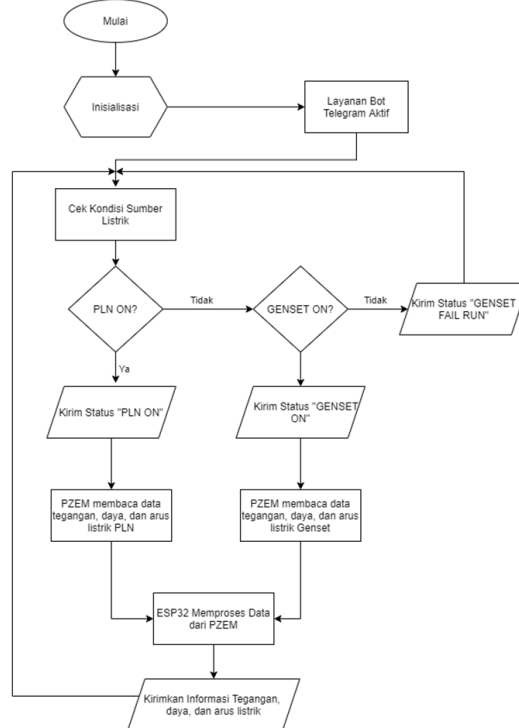 Mulai
Inisialisasi
Layanan Bot
Telegram Aktif
Cek Kondisi Sumber
Listrik
PLN ON?
Tidak
GENSET ON?
Tidak
Kirim Status "GENSET
FAIL RUN"
Ya
Kirim Status "PLN ON"
Kirim Status "GENSET
ON"
PZEM membaca data
tegangan, daya, dan arus
listrik PLN
PZEM membaca data
tegangan, daya, dan arus
listrik Genset
ESP32 Memproses Data
dari PZEM
Kirimkan Informasi Tegangan,
daya, dan arus listrik